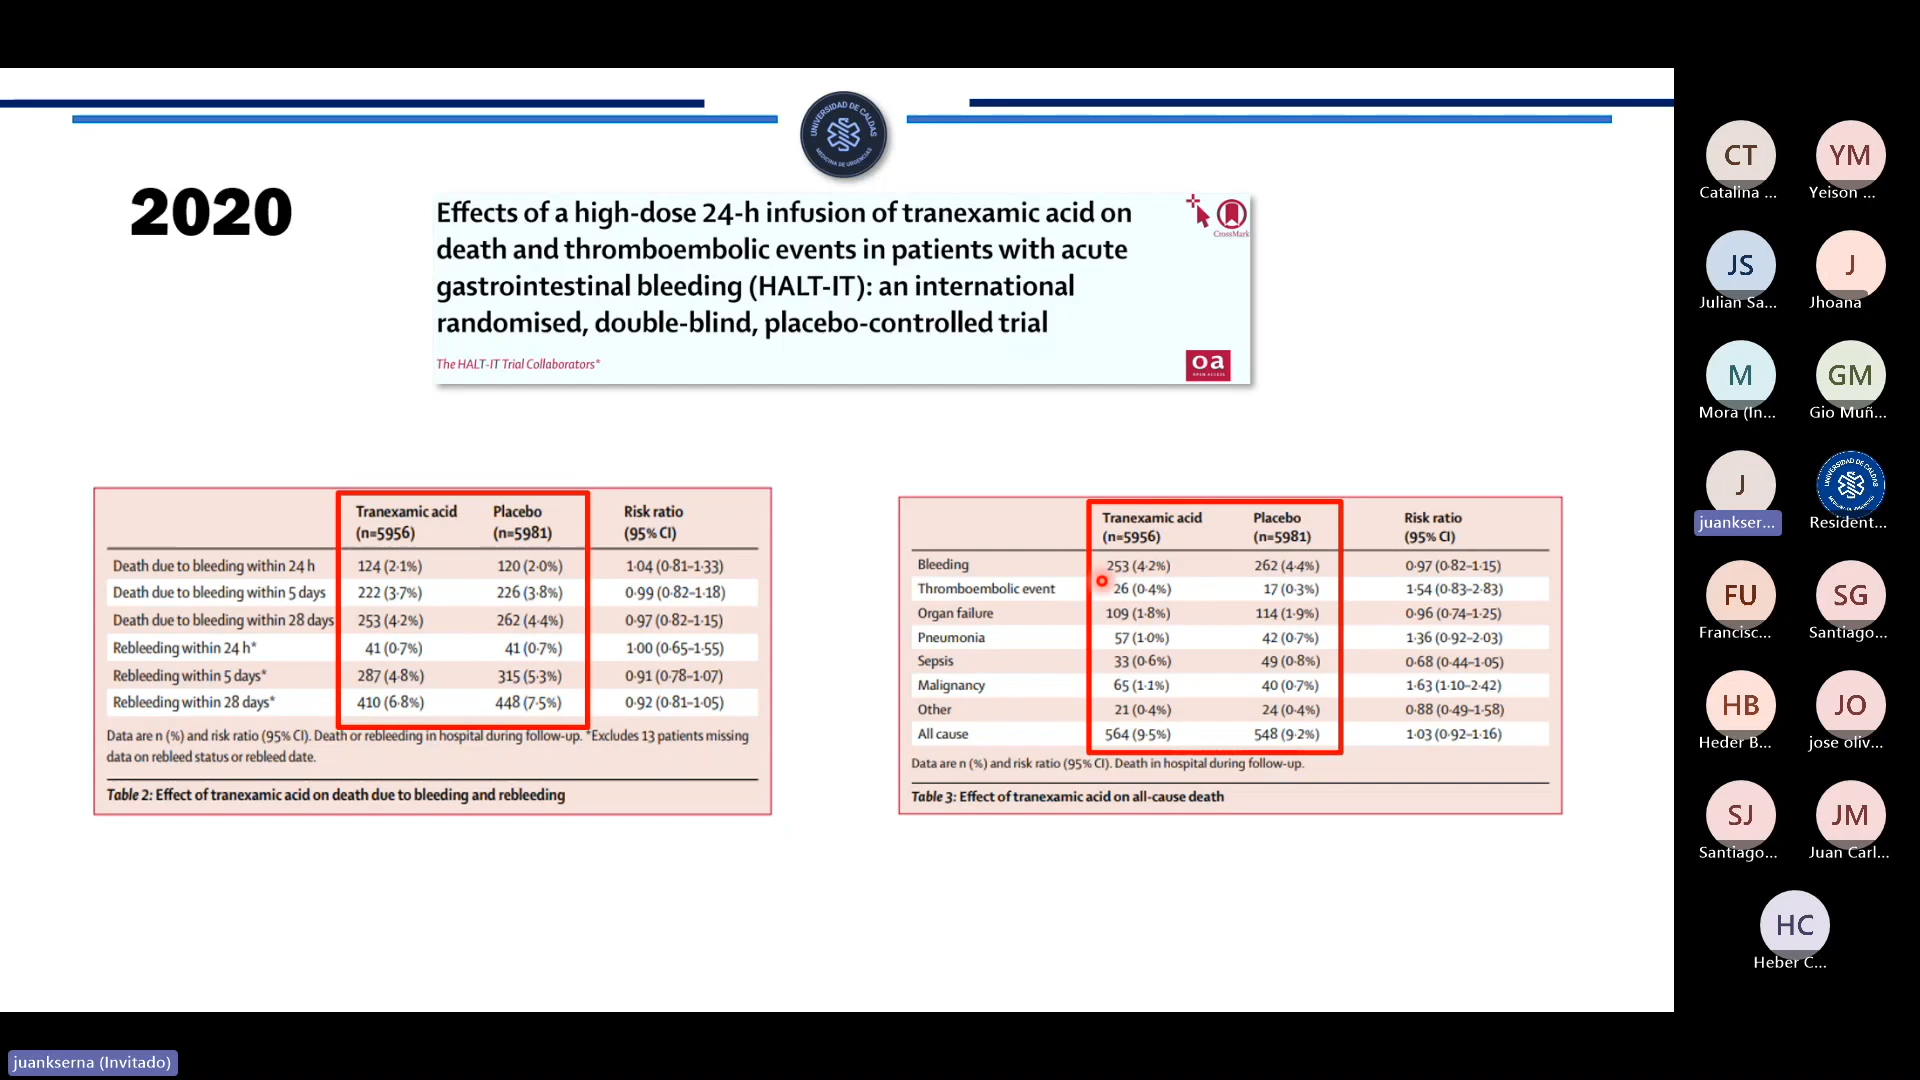 UNIVERSIDAD DE CALDAS
MEDICINA DE URGENCIAS
2020
Effects of a high-dose 24-h infusion of tranexamic acid on
death and thromboembolic events in patients with acute
gastrointestinal bleeding (HALT-IT): an international
randomised, double-blind, placebo-controlled trial
CrossMark
The HALT-IT Trial Collaborators*
oa
OPEN ACCESS
Tranexamic acid (n=5956) Placebo (n=5981) Risk ratio (95% CI)
Death due to bleeding within 24 h 124 (2·1%) 120 (2·0%) 1·04 (0·81–1·33)
Death due to bleeding within 5 days 222 (3·7%) 226 (3·8%) 0·99 (0·82–1·18)
Death due to bleeding within 28 days 253 (4·2%) 262 (4·4%) 0·97 (0·82–1·15)
Rebleeding within 24 h* 41 (0·7%) 41 (0·7%) 1·00 (0·65–1·55)
Rebleeding within 5 days* 287 (4·8%) 315 (5·3%) 0·91 (0·78–1·07)
Rebleeding within 28 days* 410 (6·8%) 448 (7·5%) 0·92 (0·81–1·05)
Data are n (%) and risk ratio (95% CI). Death or rebleeding in hospital during follow-up. *Excludes 13 patients missing
data on rebleed status or rebleed date.
Table 2: Effect of tranexamic acid on death due to bleeding and rebleeding
Tranexamic acid (n=5956) Placebo (n=5981) Risk ratio (95% CI)
Bleeding 253 (4·2%) 262 (4·4%) 0·97 (0·82–1·15)
Thromboembolic event 26 (0·4%) 17 (0·3%) 1·54 (0·83–2·83)
Organ failure 109 (1·8%) 114 (1·9%) 0·96 (0·74–1·25)
Pneumonia 57 (1·0%) 42 (0·7%) 1·36 (0·92–2·03)
Sepsis 33 (0·6%) 49 (0·8%) 0·68 (0·44–1·05)
Malignancy 65 (1·1%) 40 (0·7%) 1·63 (1·10–2·42)
Other 21 (0·4%) 24 (0·4%) 0·88 (0·49–1·58)
All cause 564 (9·5%) 548 (9·2%) 1·03 (0·92–1·16)
Data are n (%) and risk ratio (95% CI). Death in hospital during follow-up.
Table 3: Effect of tranexamic acid on all-cause death
CT YM
Catalina ... Yeison ...
JS J
Julian Sa... Jhoana
M GM
Mora (In... Gio Muñ...
J UNIVERSIDAD DE CALDAS
juankser... Resident...
FU SG
Francisc... Santiago...
HB JO
Heder B... jose oliv...
SJ JM
Santiago... Juan Carl...
HC
Heber C...
juankserna (Invitado)